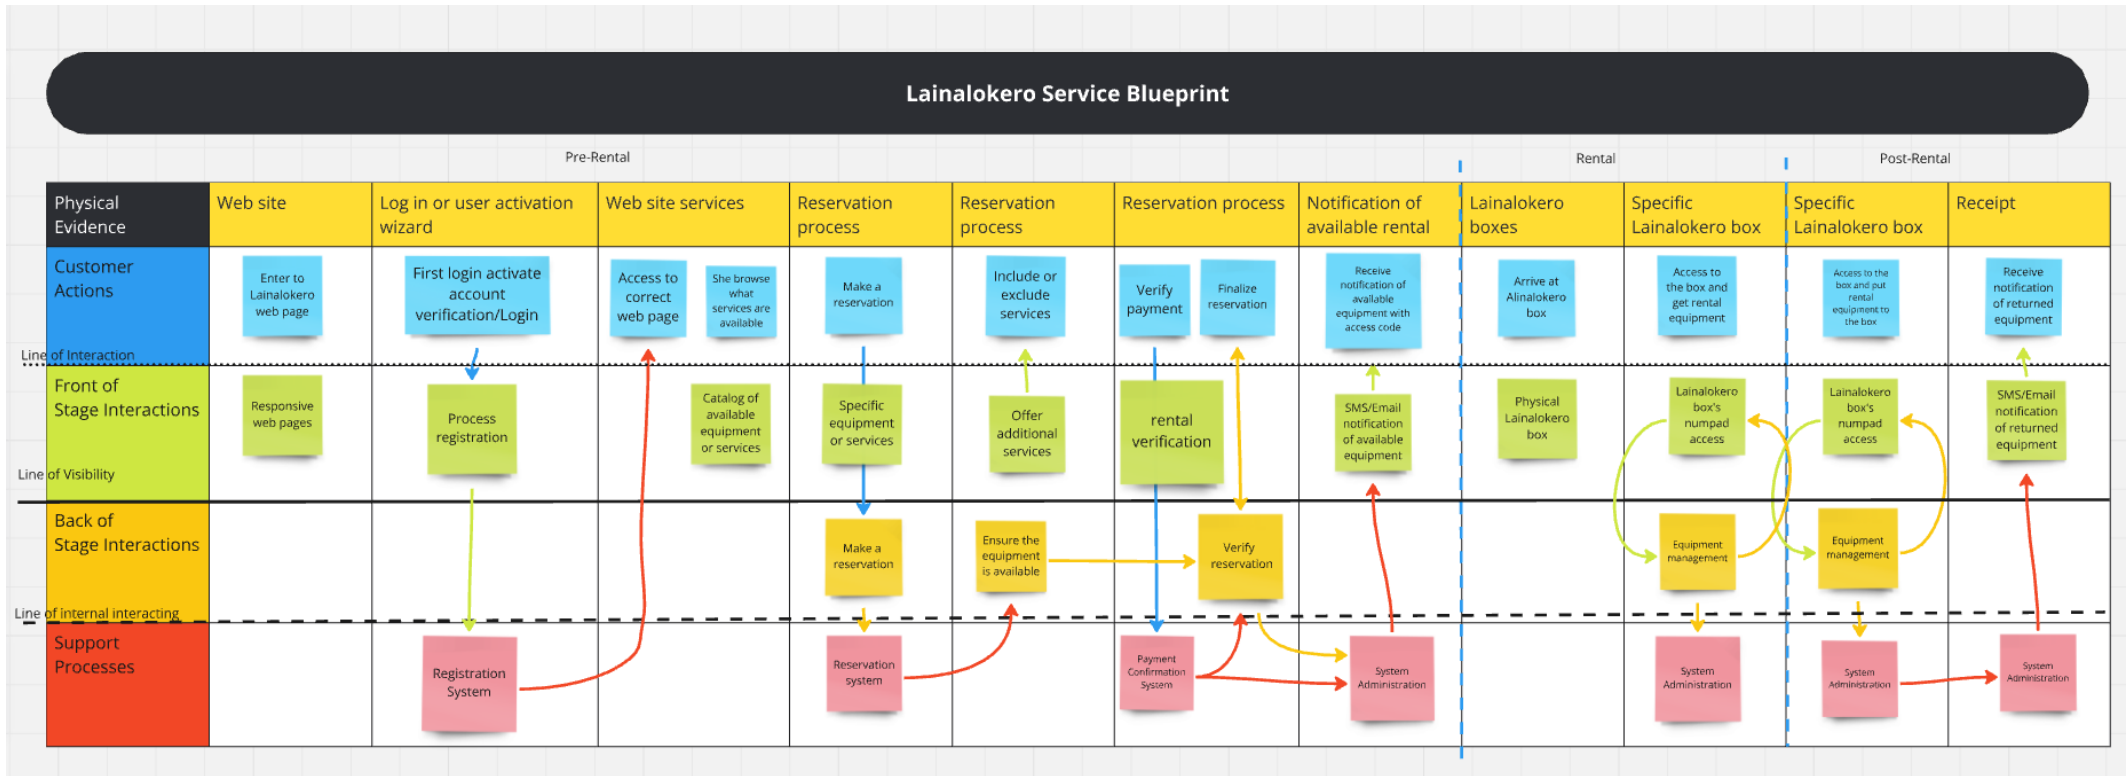 Lainalokero Service Blueprint
Pre-Rental
Rental
Post-Rental
Physical
Evidence
Web site
Log in or user activation
wizard
Web site services
Reservation
process
Reservation
process
Reservation process
Notification of
available rental
Lainalokero
boxes
Specific
Lainalokero box
Specific
Lainalokero box
Receipt
Customer
Actions
Enter to
Lainalokero
web page
First login activate
account
verification/Login
Access to
correct
web page
She browse
what
services are
available
Make a
reservation
Include or
exclude
services
Verify
payment
Finalize
reservation
Receive
notification of
available
equipment with
access code
Arrive at
Alinalokero
box
Access to
the box and
get rental
equipment
Access to the
box and put
rental
equipment to
the box
Receive
notification
of returned
equipment
Line of Interaction
Front of
Stage Interactions
Responsive
web pages
Process
registration
Catalog of
available
equipment
or services
Specific
equipment
or services
Offer
additional
services
rental
verification
SMS/Email
notification
of available
equipment
Physical
Lainalokero
box
Lainalokero
box's
numpad
access
Lainalokero
box's
numpad
access
SMS/Email
notification
of returned
equipment
Line of Visibility
Back of
Stage Interactions
Make a
reservation
Ensure the
equipment
is available
Verify
reservation
Equipment
management
Equipment
management
Line of internal interacting
Support
Processes
Registration
System
Reservation
system
Payment
Confirmation
System
System
Administration
System
Administration
System
Administration
System
Administration